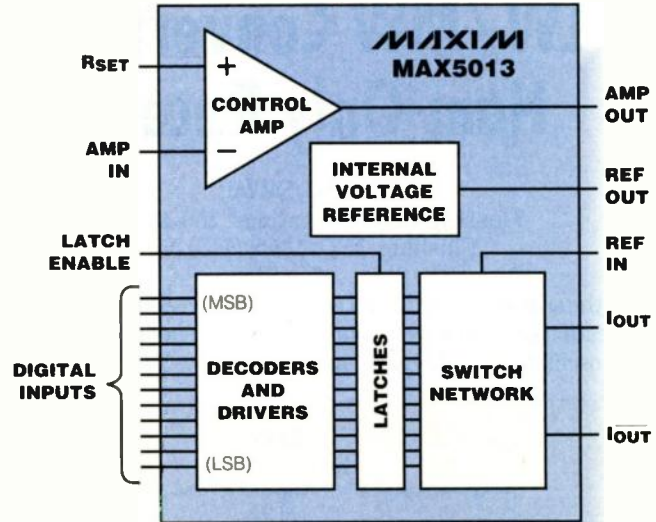 MAXIM
MAX5013
RSET
+
CONTROL
AMP
AMP
IN
−
AMP
OUT
INTERNAL
VOLTAGE
REFERENCE
REF
OUT
LATCH
ENABLE
REF
IN
DIGITAL
INPUTS
(MSB)
DECODERS
AND
DRIVERS
(LSB)
LATCHES
SWITCH
NETWORK
IOUT
IOUT